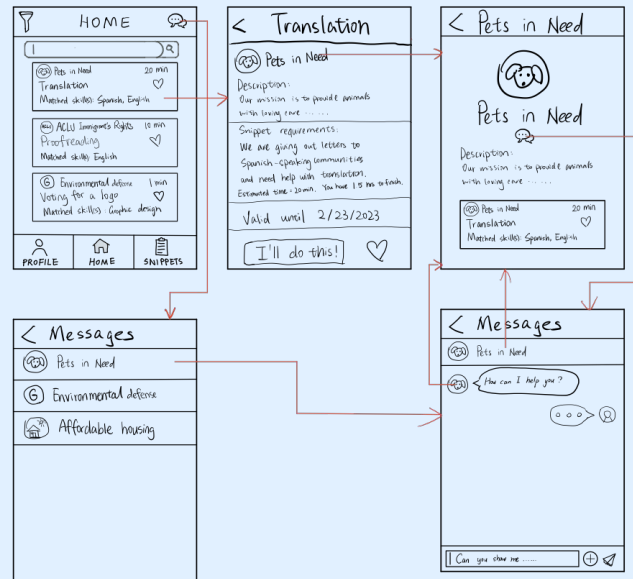 HOME
Pets in Need 20 min
Translation
Matched skill(s): Spanish, English
ACLU
ACLU Immigrant's Rights 10 min
Proofreading
Matched skill(s): English
G
Environmental defense 1 min
Voting for a logo
Matched skill(s): Graphic design
PROFILE
HOME
SNIPPETS
< Translation
Pets in Need
Description:
Our mission is to provide animals
with loving care ......
Snippet requirements:
We are giving out letters to
Spanish-speaking communities
and need help with translation.
Estimated time = 20min. You have 1.5 hrs to finish.
Valid until 2/23/2023
I'll do this!
< Pets in Need
Pets in Need
Description:
Our mission is to provide animals
with loving care ......
Pets in Need 20 min
Translation
Matched skill(s): Spanish, English
< Messages
Pets in Need
G Environmental defense
Affordable housing
< Messages
Pets in Need
How can I help you?
Can you show me ......